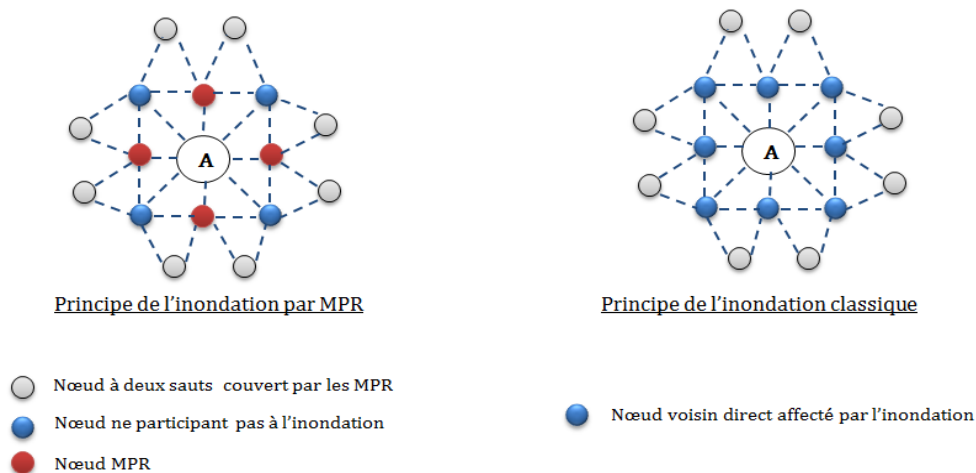 A
A
Principe de l'inondation par MPR
Principe de l'inondation classique
Nœud à deux sauts couvert par les MPR
Nœud ne participant pas à l'inondation
Nœud voisin direct affecté par l'inondation
Nœud MPR